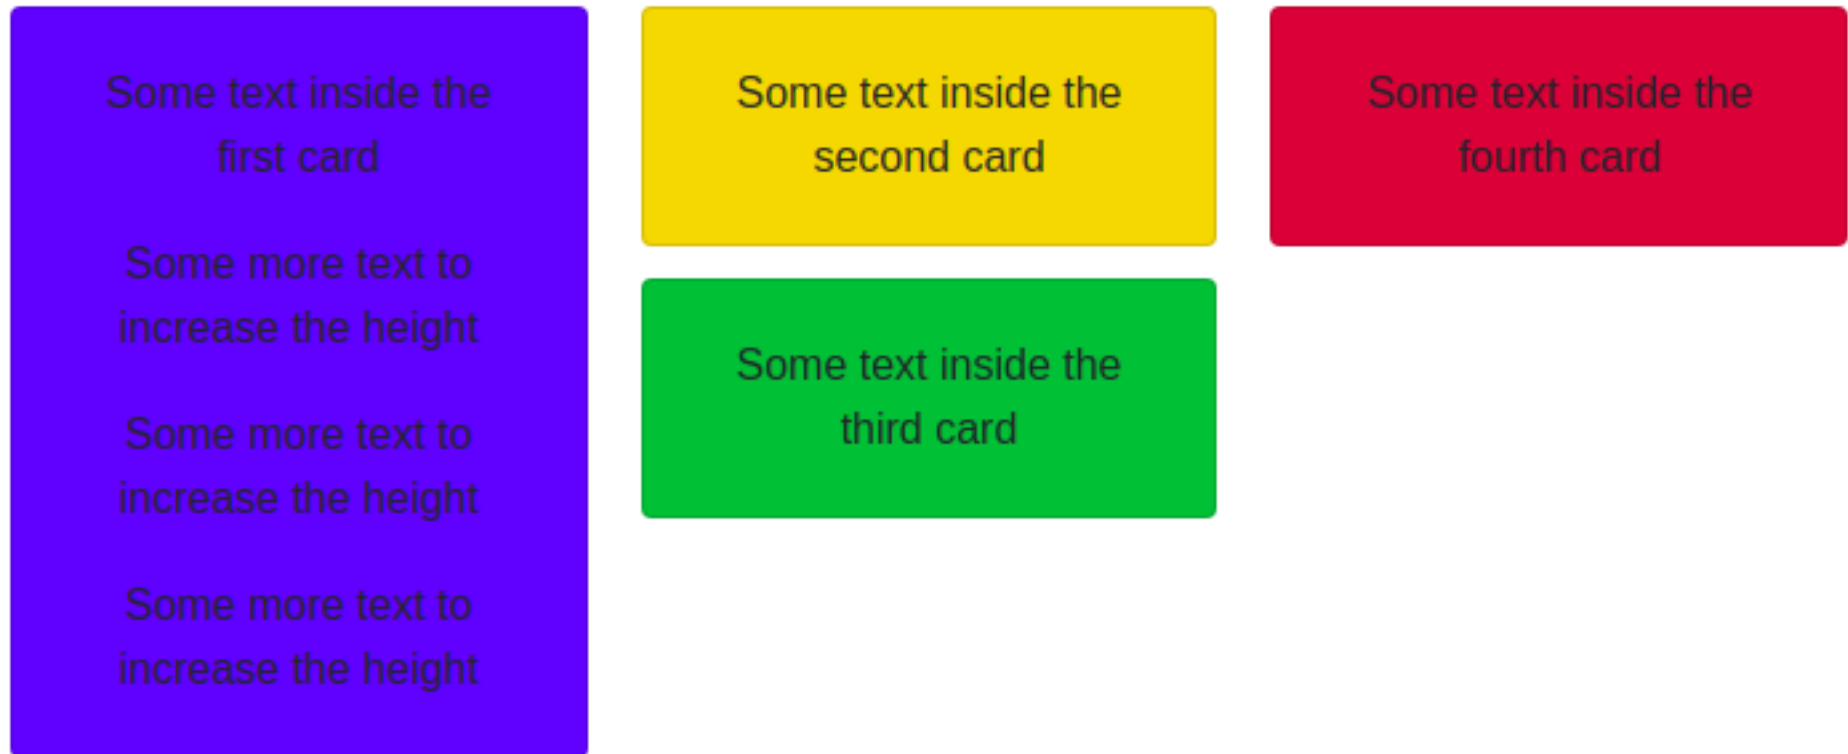 Some text inside the
first card
Some more text to
increase the height
Some more text to
increase the height
Some more text to
increase the height
Some text inside the
second card
Some text inside the
third card
Some text inside the
fourth card